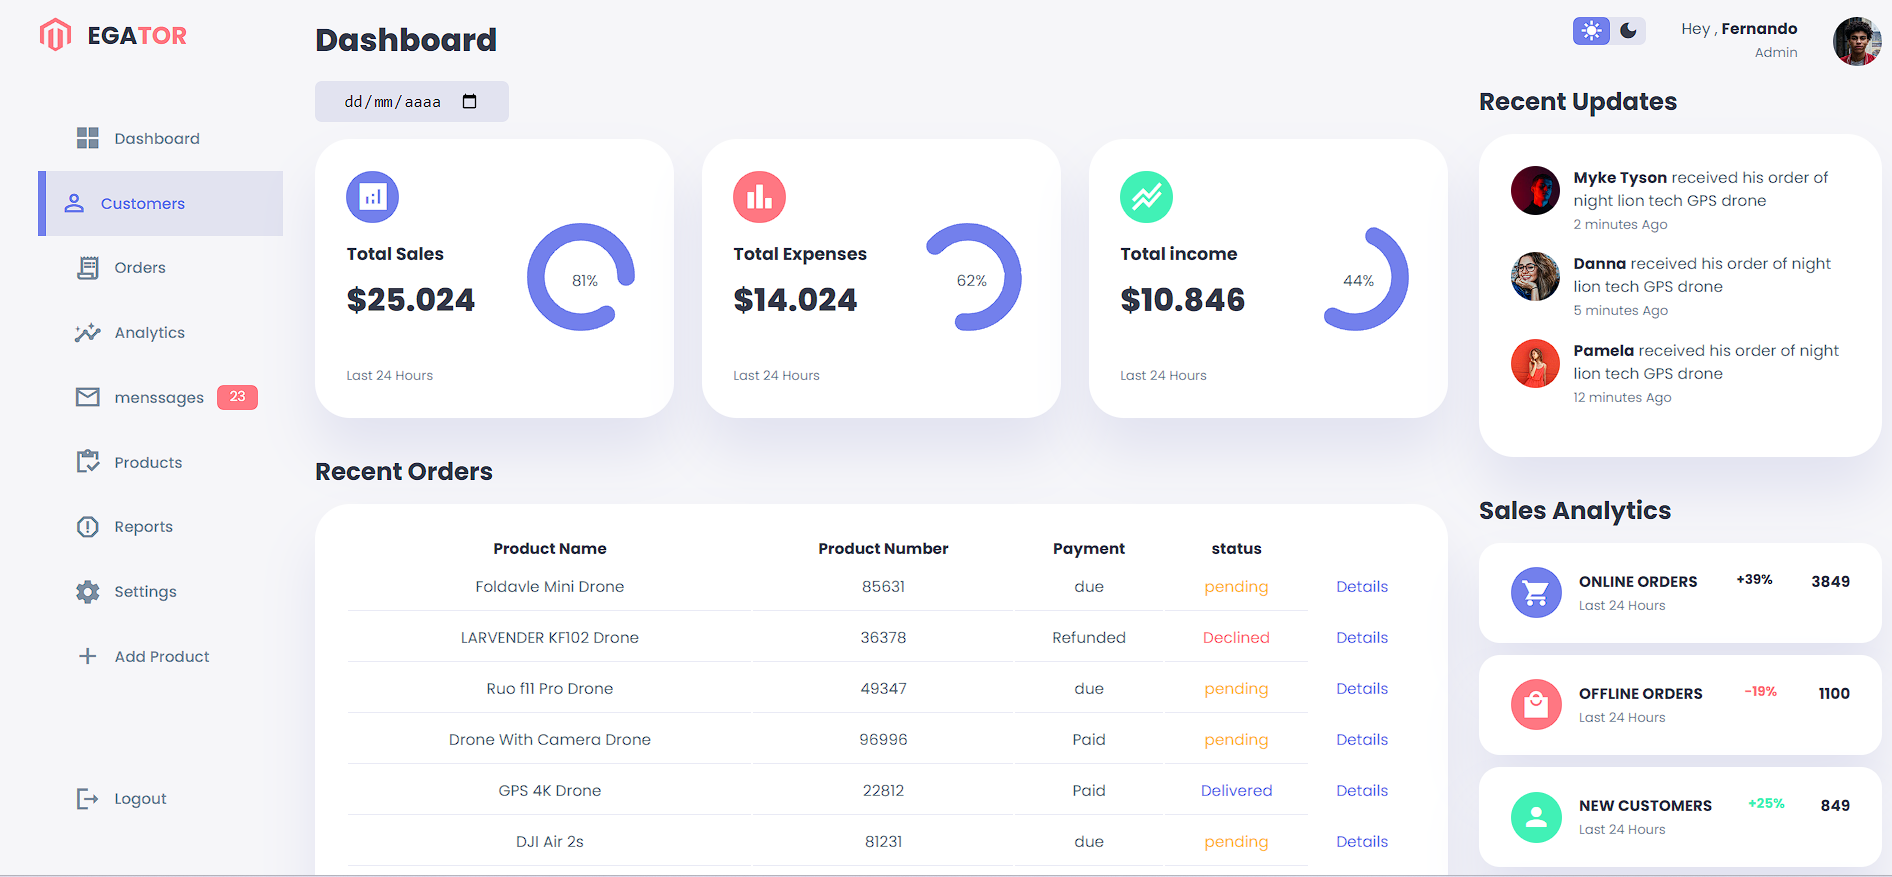 EGATOR
Dashboard
Customers
Orders
Analytics
menssages 23
Products
Reports
Settings
Add Product
Logout
Dashboard
dd/mm/aaaa
Total Sales
$25.024
81%
Last 24 Hours
Total Expenses
$14.024
62%
Last 24 Hours
Total income
$10.846
44%
Last 24 Hours
Recent Orders
Product Name Product Number Payment status
Foldavle Mini Drone 85631 due pending Details
LARVENDER KF102 Drone 36378 Refunded Declined Details
Ruo f11 Pro Drone 49347 due pending Details
Drone With Camera Drone 96996 Paid pending Details
GPS 4K Drone 22812 Paid Delivered Details
DJI Air 2s 81231 due pending Details
Hey , Fernando
Admin
Recent Updates
Myke Tyson received his order of
night lion tech GPS drone
2 minutes Ago
Danna received his order of night
lion tech GPS drone
5 minutes Ago
Pamela received his order of night
lion tech GPS drone
12 minutes Ago
Sales Analytics
ONLINE ORDERS +39% 3849
Last 24 Hours
OFFLINE ORDERS -19% 1100
Last 24 Hours
NEW CUSTOMERS +25% 849
Last 24 Hours